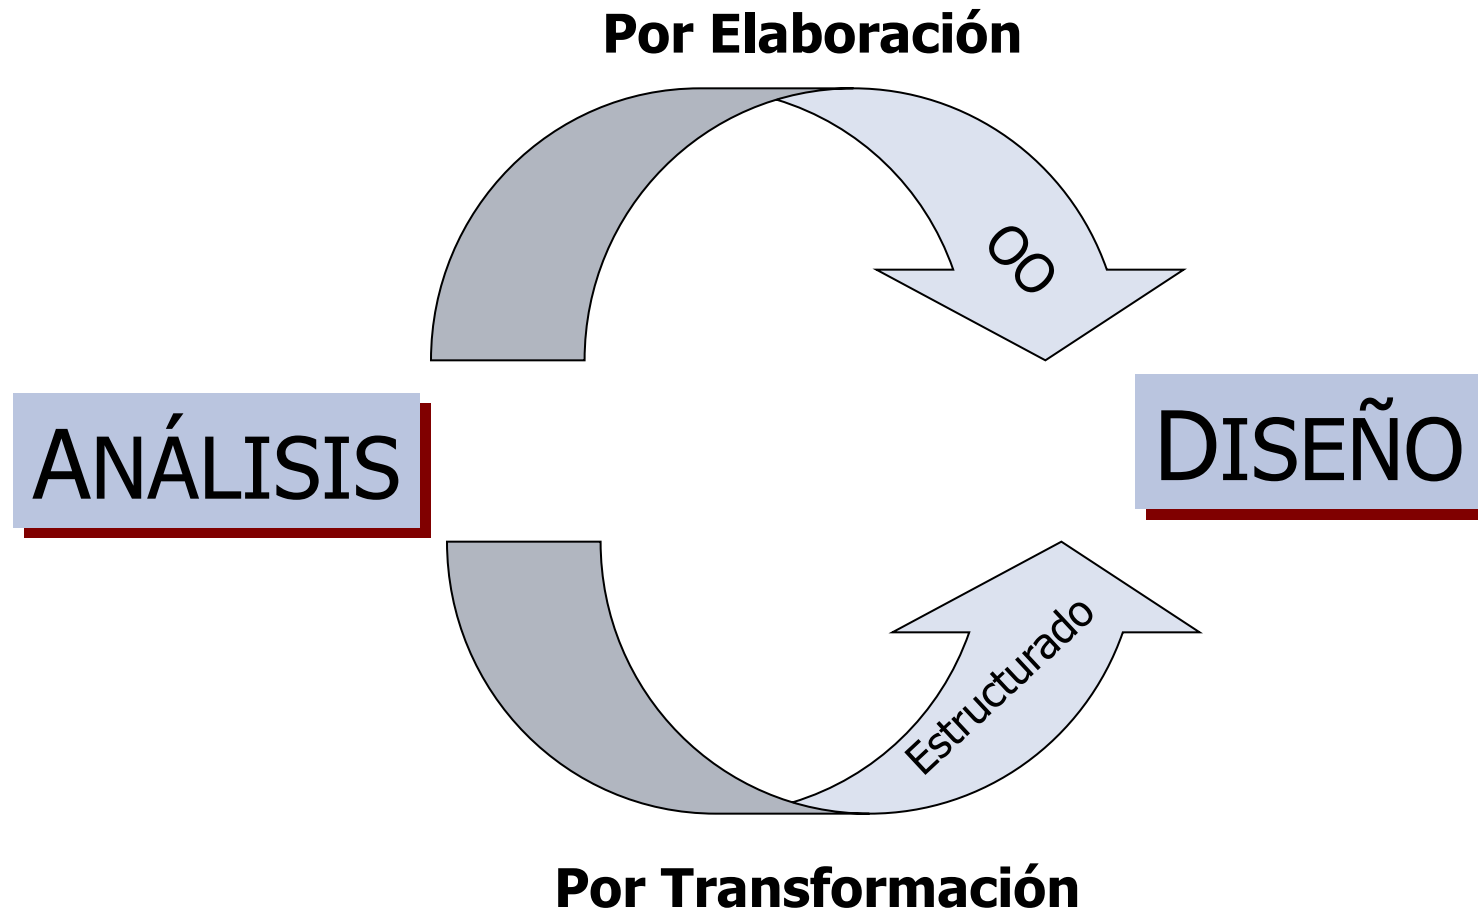 Por Elaboración
OO
ANÁLISIS
DISEÑO
Estructurado
Por Transformación